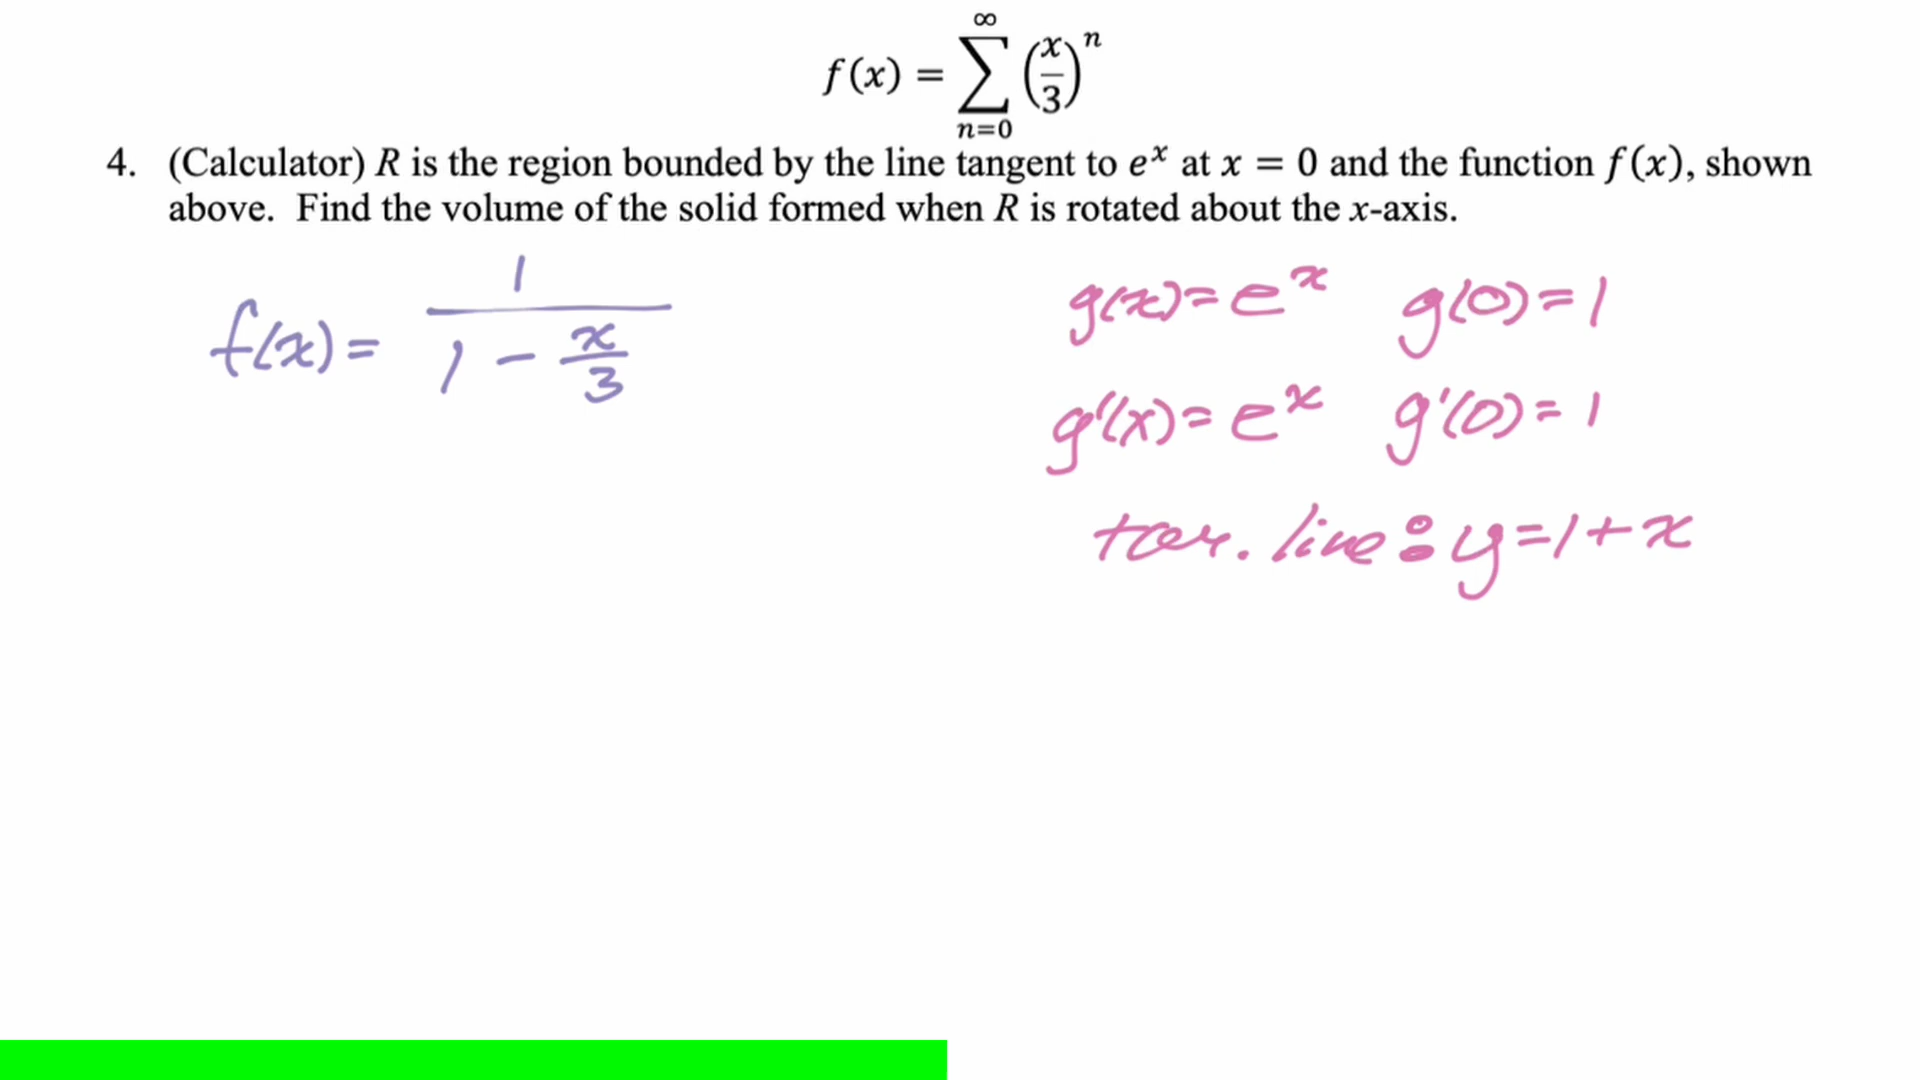 f(x) = ∞∑n=0 (x/3)^n
4. (Calculator) R is the region bounded by the line tangent to e^x at x = 0 and the function f(x), shown
above. Find the volume of the solid formed when R is rotated about the x-axis.
f(x) = 1/(1 - x/3)
g(x) = e^x g(0) = 1
g'(x) = e^x g'(0) = 1
tan. line: y = 1 + x